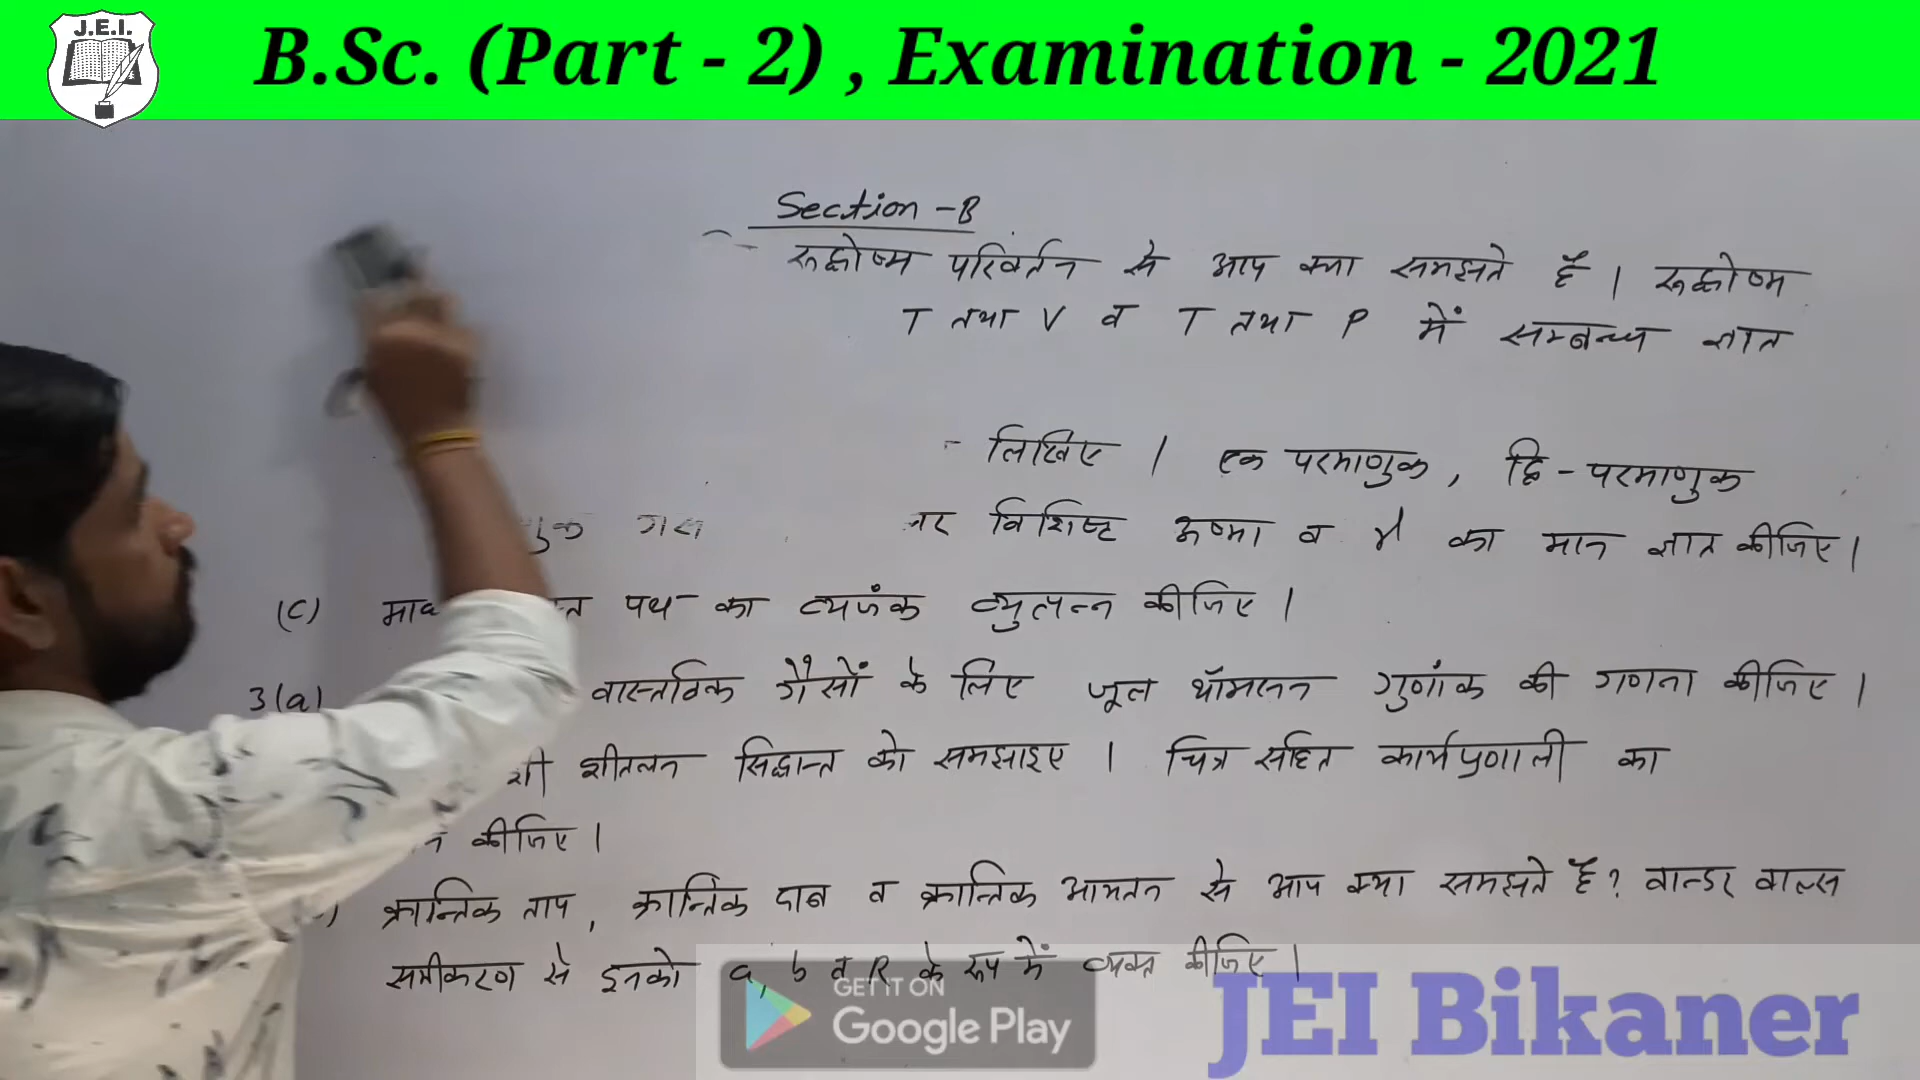 J.E.I.
B.Sc. (Part - 2) , Examination - 2021
Section - B
रूद्धोष्म परिवर्तन से आप क्या समझते हैं । रूद्धोष्म
T तथा V व T तथा P में सम्बन्ध ज्ञात
लिखिए । एक परमाणुक , द्वि - परमाणुक
विशिष्ट ऊष्मा व γ का मान ज्ञात कीजिए ।
(C) पथ का व्यजंक व्युत्पन्न कीजिए ।
3(a) वास्तविक गैसों के लिए जूल थॉमसन गुणांक की गणना कीजिए ।
शीतलन सिद्धान्त को समझाइए । चित्र सहित कार्यप्रणाली का
कीजिए ।
क्रान्तिक ताप , क्रान्तिक दाब व क्रान्तिक आयतन से आप क्या समझते हैं ? वान्डर वाल्स
समीकरण से इनको a, b व R के रूप में व्यक्त कीजिए ।
GET IT ON
Google Play
JEI Bikaner